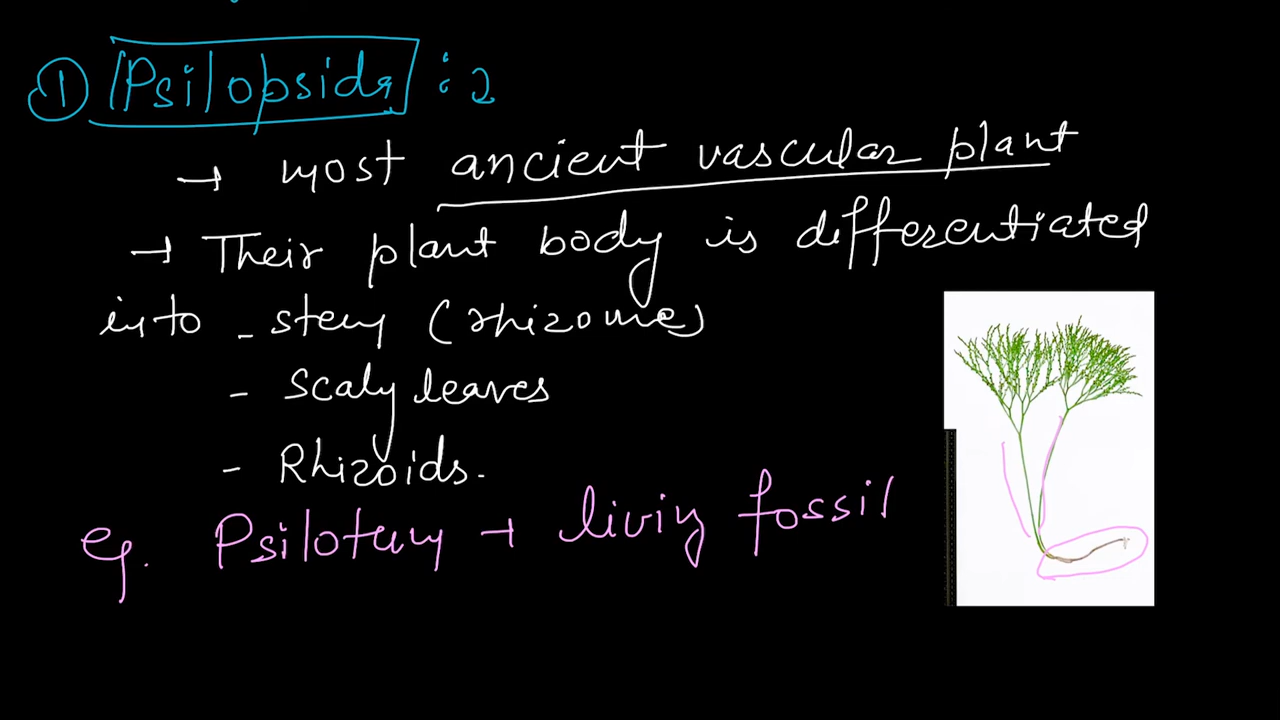 ① Psilopsida :-
→ most ancient vascular plant
→ Their plant body is differentiated
into - stem (rhizome)
- Scaly leaves
- Rhizoids.
eg. Psilotum → living fossil